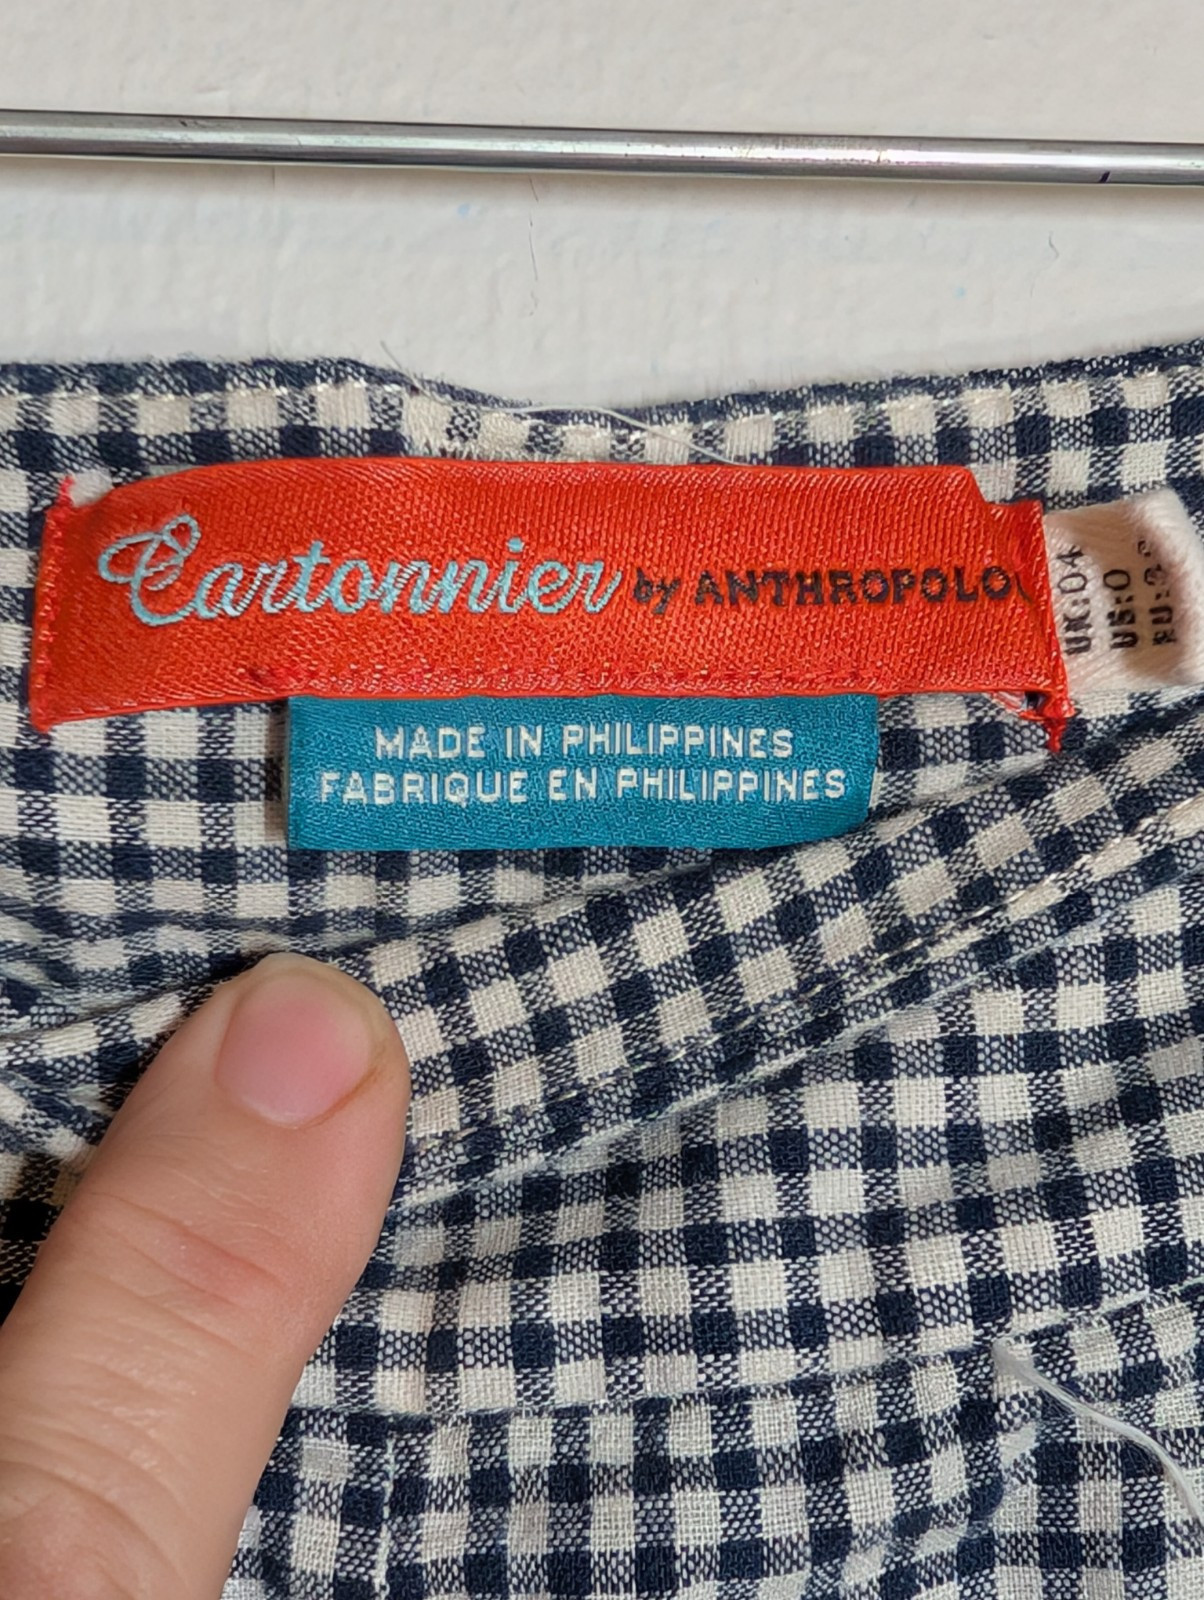 Cartonnier by ANTHROPOLO
MADE IN PHILIPPINES
FABRIQUE EN PHILIPPINES
UK:04
US:0